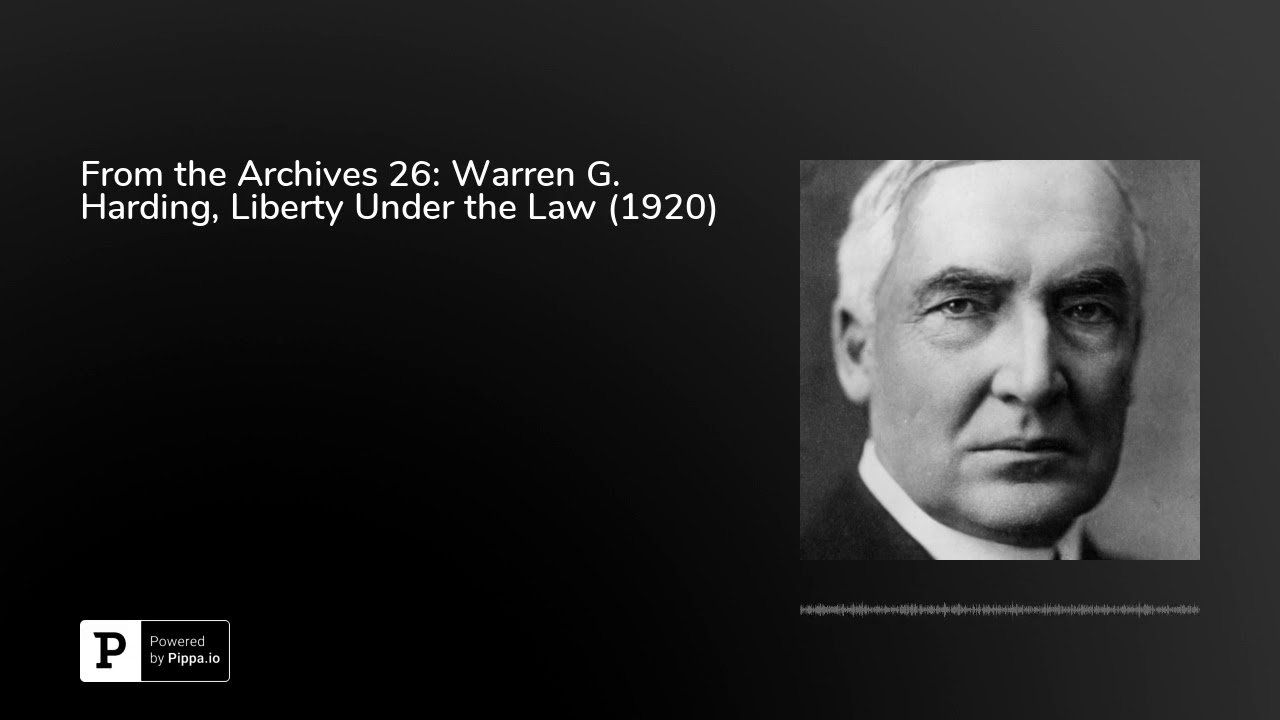 From the Archives 26: Warren G.
Harding, Liberty Under the Law (1920)
P
Powered
by Pippa.io